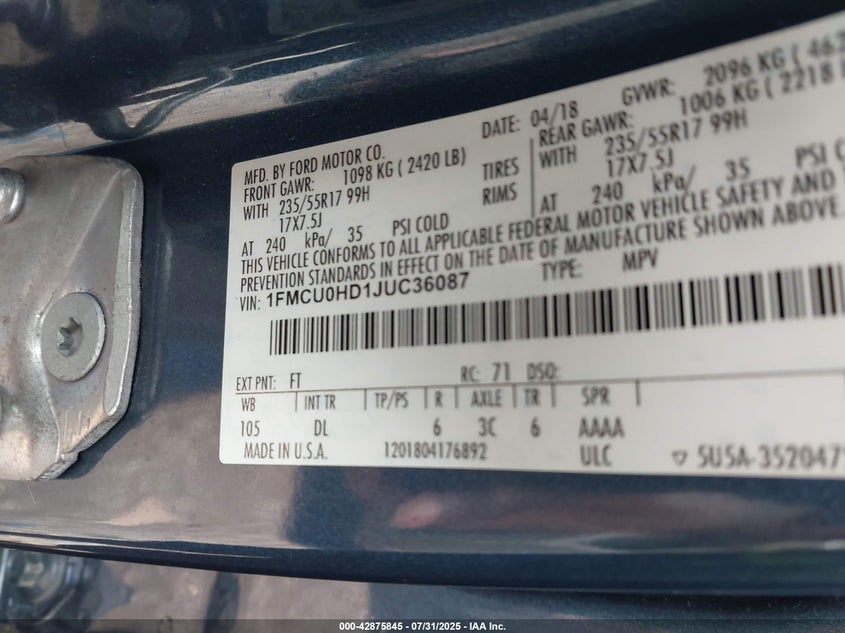 MFD. BY FORD MOTOR CO.
DATE: 04/18 GVWR: 2096 KG ( 46
FRONT GAWR: 1098 KG ( 2420 LB) REAR GAWR: 1006 KG ( 2218
WITH 235/55R17 99H TIRES WITH 235/55R17 99H
17X7.5J RIMS 17X7.5J
AT 240 kPa/ 35 PSI COLD AT 240 kPa/ 35 PSI CO
THIS VEHICLE CONFORMS TO ALL APPLICABLE FEDERAL MOTOR VEHICLE SAFETY AND
PREVENTION STANDARDS IN EFFECT ON THE DATE OF MANUFACTURE SHOWN ABOVE.
VIN: 1FMCU0HD1JUC36087 TYPE: MPV
EXT PNT: FT RC: 71 DSO:
WB INT TR TP/PS R AXLE TR SPR
105 DL 6 3C 6 AAAA
MADE IN U.S.A. 1201804176892 ULC 5U5A-352047
000-42875845 / 07/31/2025 - IAA Inc.